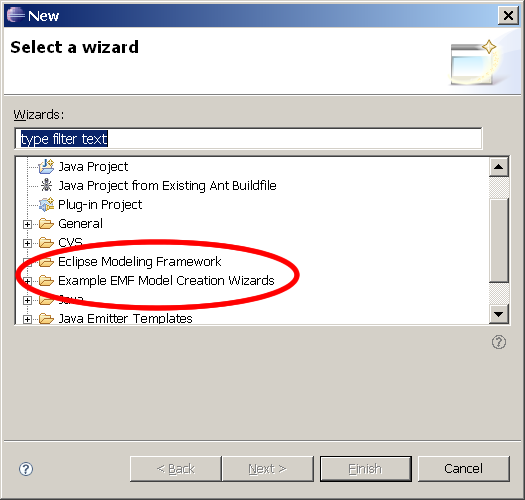 New
Select a wizard
Wizards:
type filter text
Java Project
Java Project from Existing Ant Buildfile
Plug-in Project
General
CVS
Eclipse Modeling Framework
Example EMF Model Creation Wizards
Java
Java Emitter Templates
< Back
Next >
Finish
Cancel